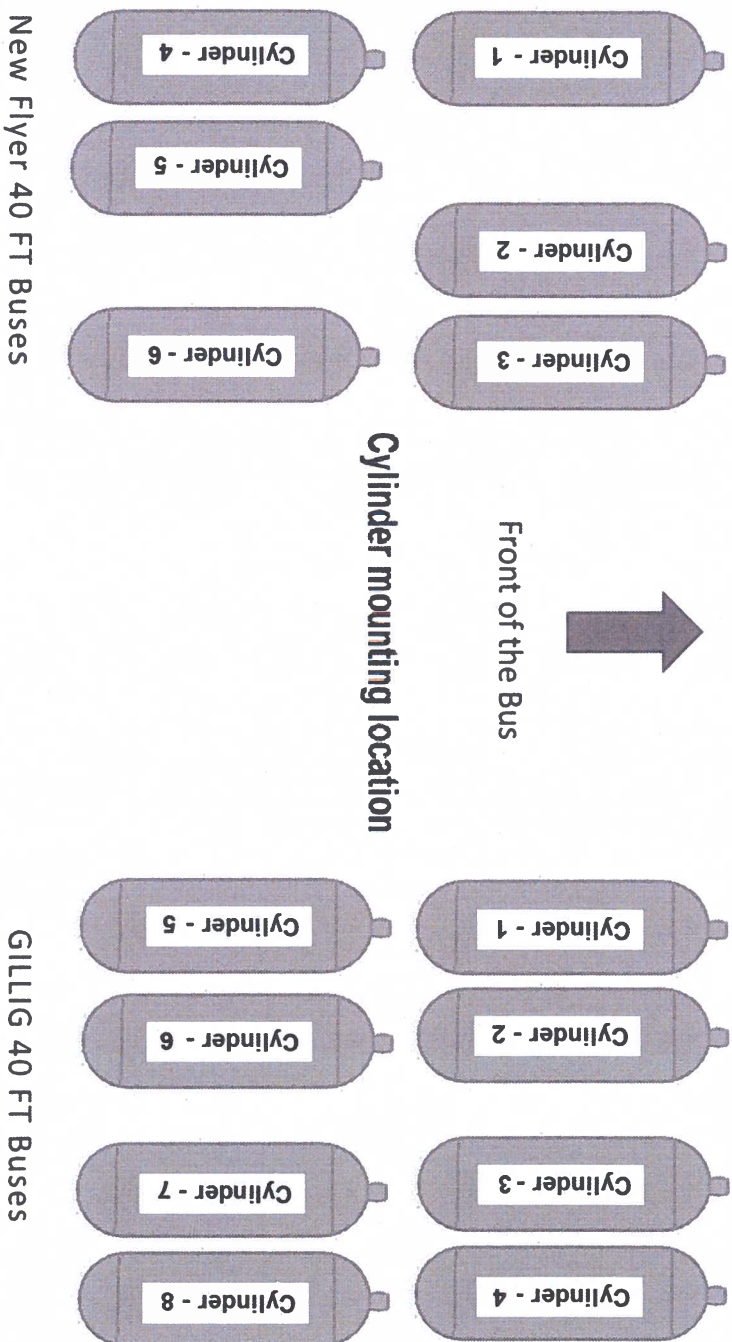 Cylinder mounting location
Front of the Bus
New Flyer 40 FT Buses
Cylinder - 1
Cylinder - 2
Cylinder - 3
Cylinder - 4
Cylinder - 5
Cylinder - 6
GILLIG 40 FT Buses
Cylinder - 1
Cylinder - 2
Cylinder - 3
Cylinder - 4
Cylinder - 5
Cylinder - 6
Cylinder - 7
Cylinder - 8